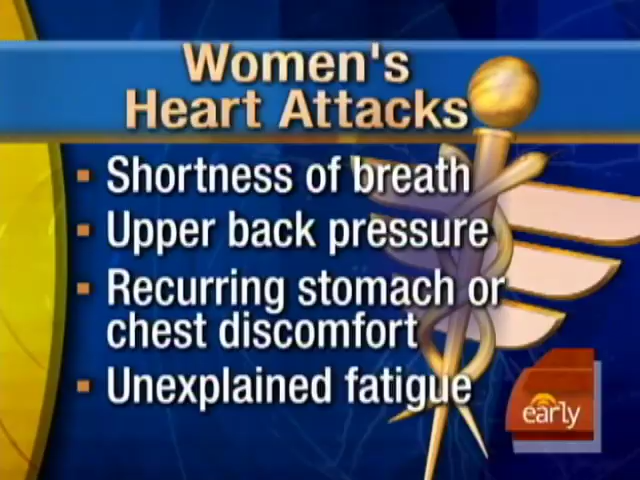 Women's
Heart Attacks
▪ Shortness of breath
▪ Upper back pressure
▪ Recurring stomach or
chest discomfort
▪ Unexplained fatigue
early